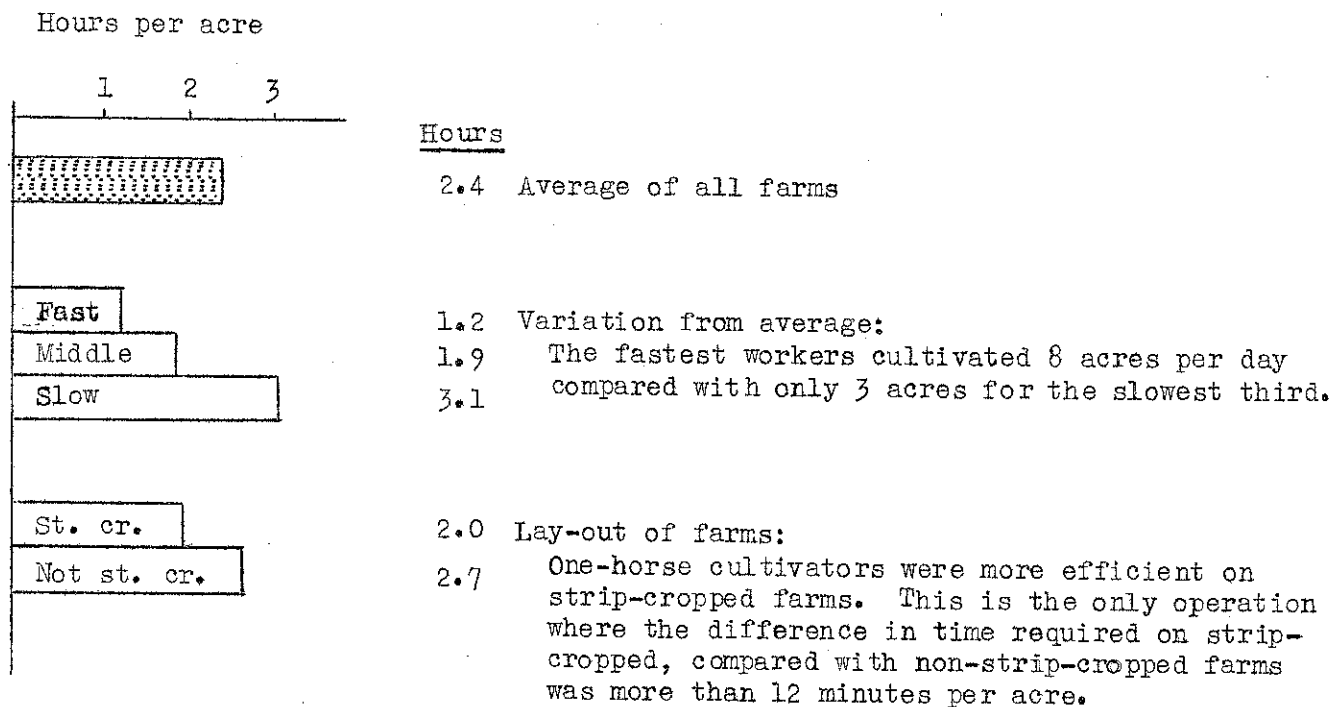 Hours per acre
1 2 3
Hours
2.4 Average of all farms
Fast
Middle
Slow
1.2 Variation from average:
1.9 The fastest workers cultivated 8 acres per day
3.1 compared with only 3 acres for the slowest third.
St. cr.
Not st. cr.
2.0 Lay-out of farms:
2.7 One-horse cultivators were more efficient on
strip-cropped farms. This is the only operation
where the difference in time required on strip-
cropped, compared with non-strip-cropped farms
was more than 12 minutes per acre.